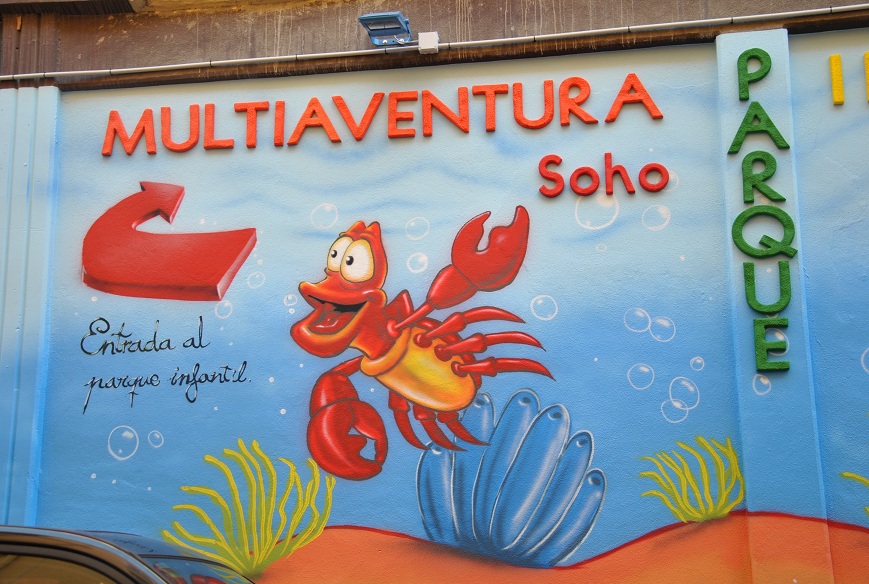 MULTIAVENTURA
Soho
PARQUE
Entrada al
parque infantil.